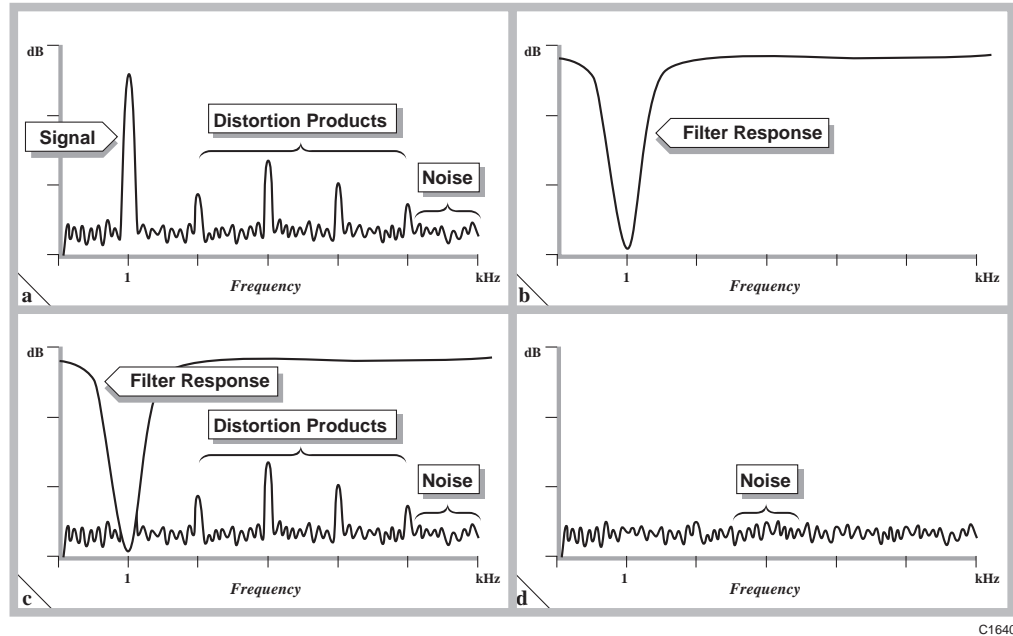 dB
Signal
Distortion Products
Noise
1
kHz
Frequency
a
dB
Filter Response
1
kHz
Frequency
b
dB
Filter Response
Distortion Products
Noise
1
kHz
Frequency
c
dB
Noise
1
kHz
Frequency
d
C1640